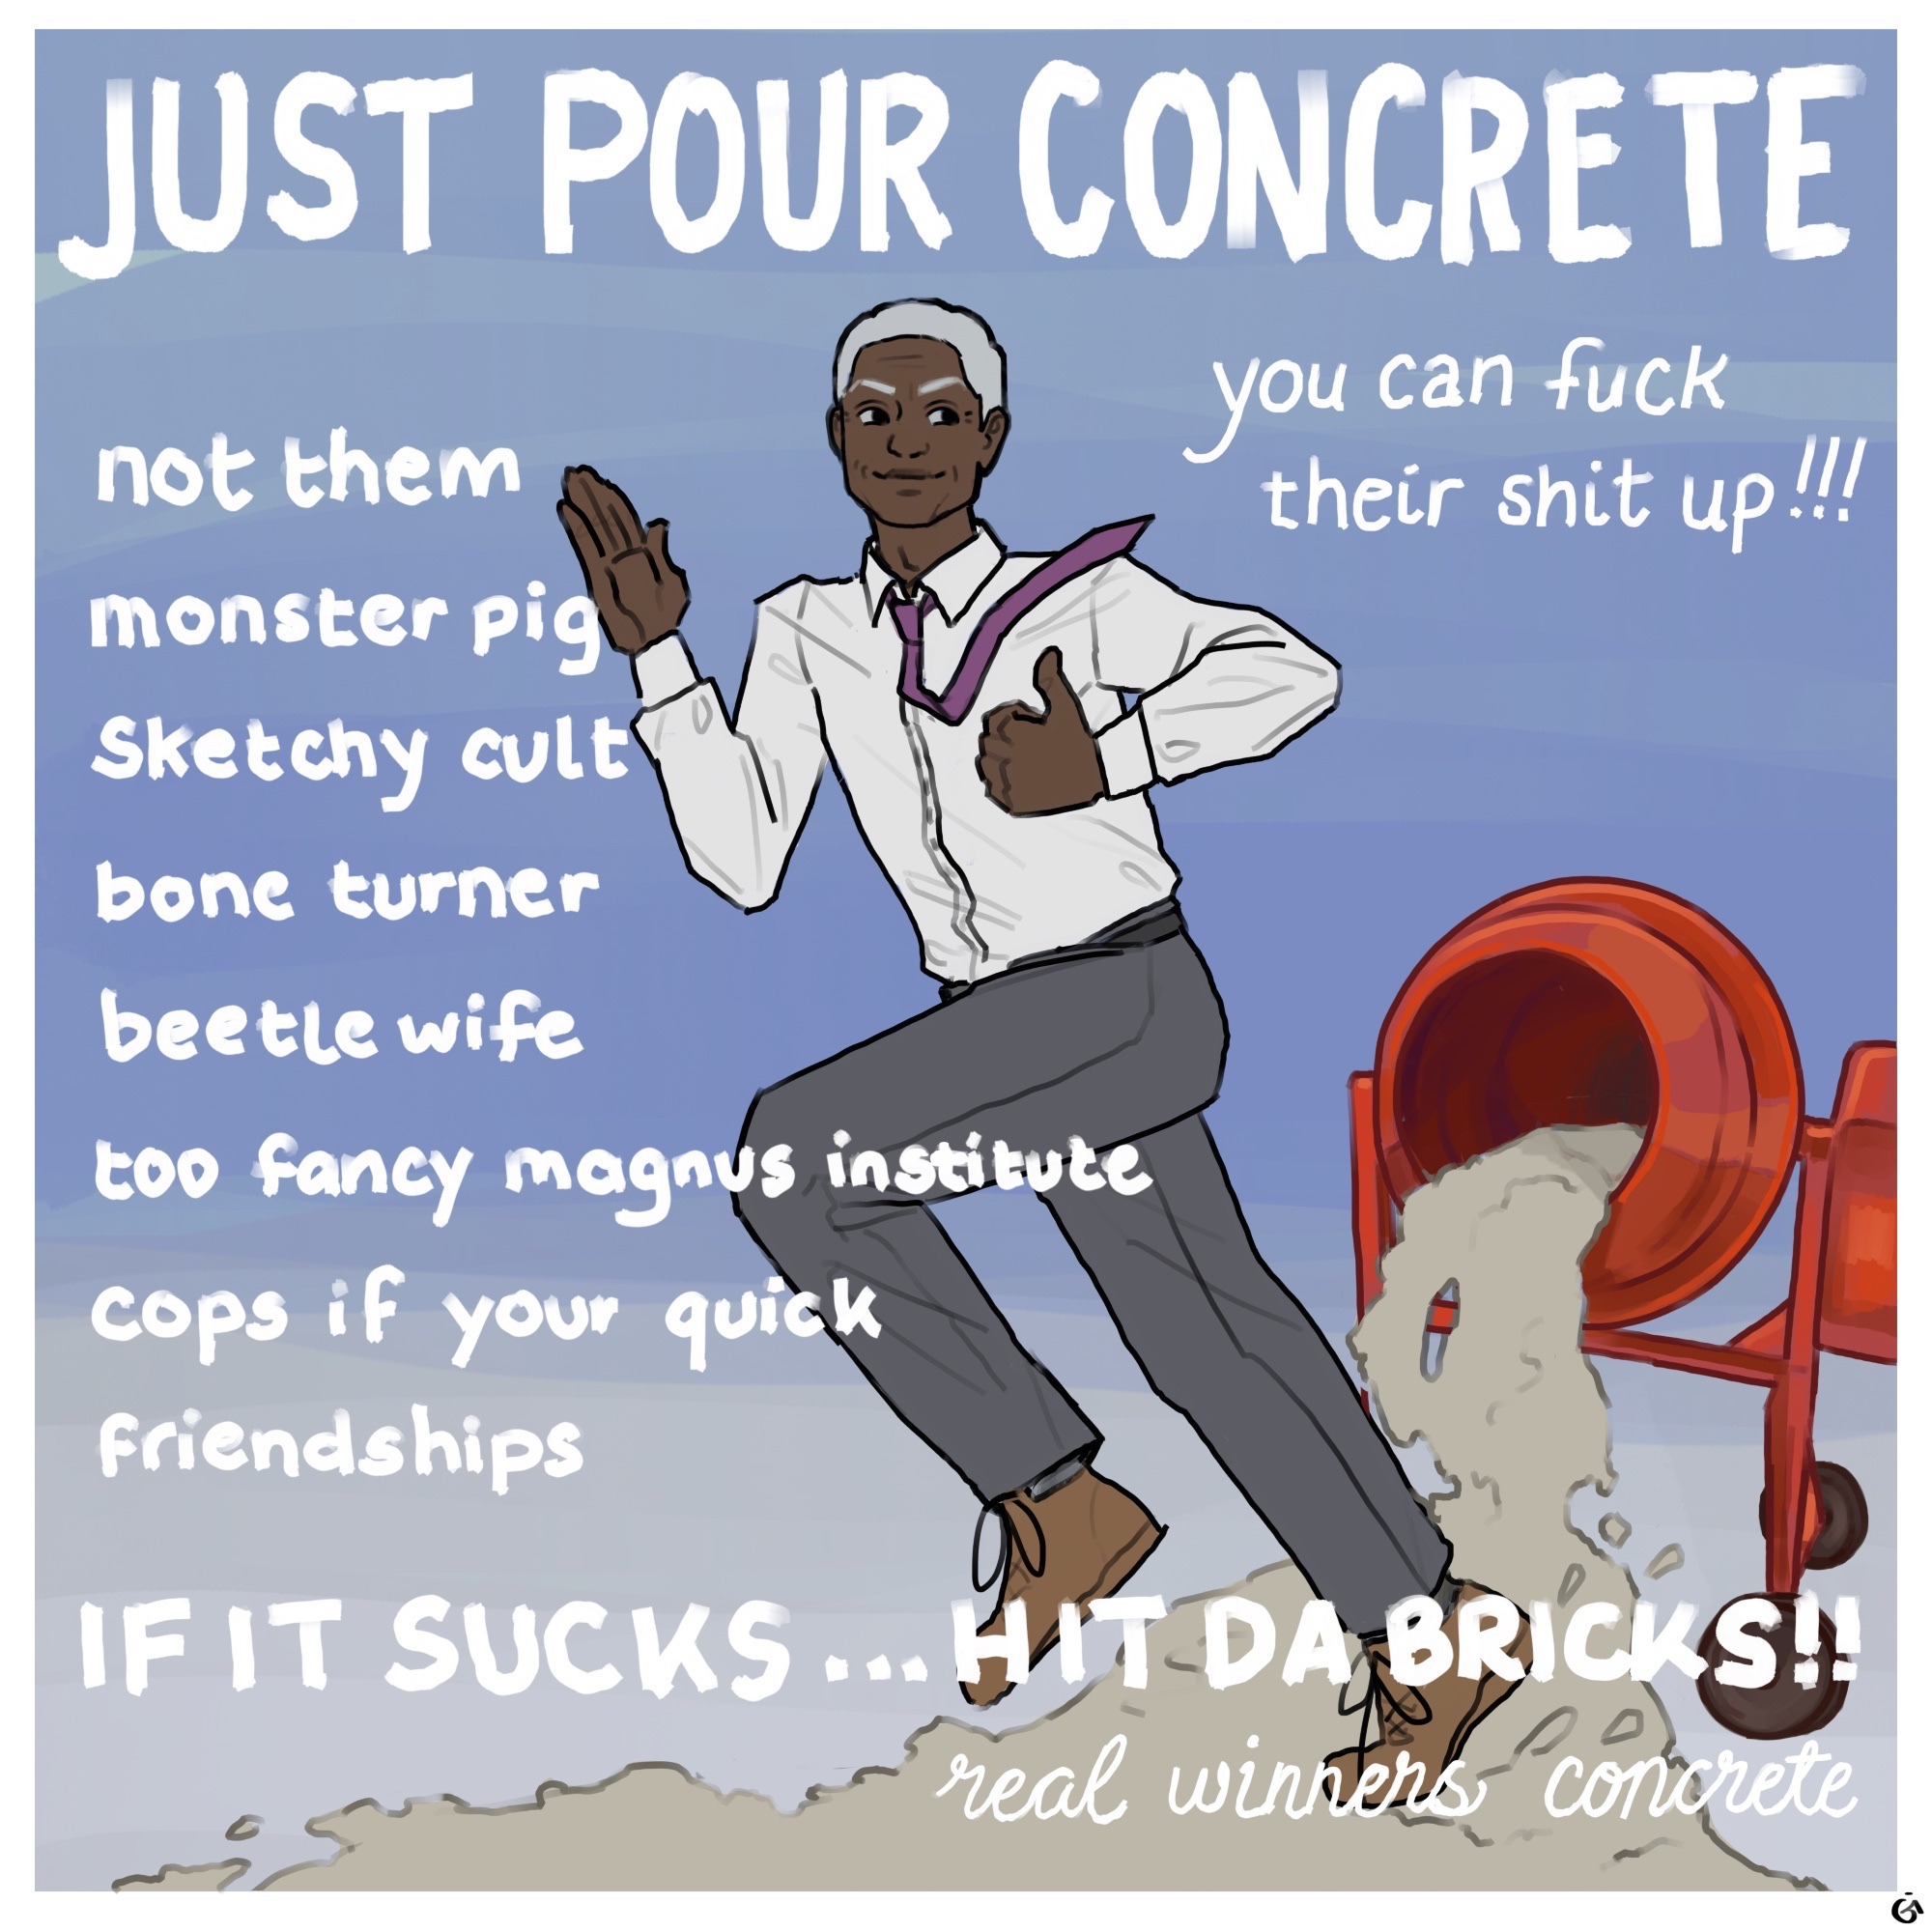 JUST POUR CONCRETE
you can fuck
their shit up!!!
not them
monster pig
Sketchy cult
bone turner
beetle wife
too fancy magnus institute
cops if your quick
friendships
IF IT SUCKS... HIT DA BRICKS!!
real winners concrete